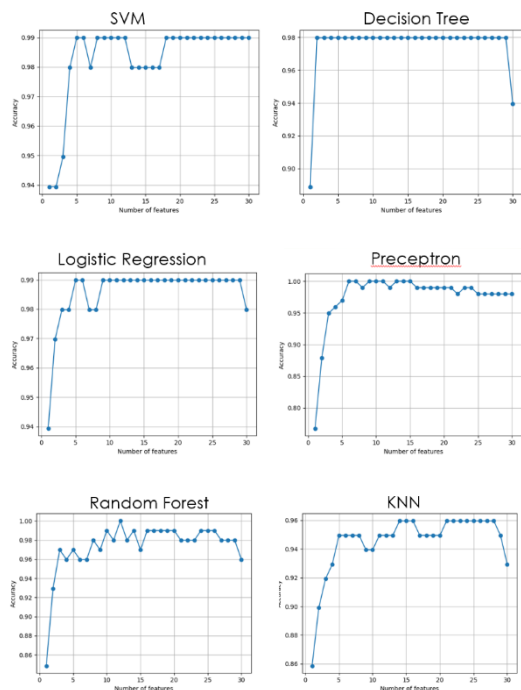 SVM
0.99
0.98
0.97
0.96
0.95
0.94
Accuracy
0 5 10 15 20 25 30
Number of features
Decision Tree
0.98
0.96
0.94
0.92
0.90
Accuracy
0 5 10 15 20 25 30
Number of features
Logistic Regression
0.99
0.98
0.97
0.96
0.95
0.94
Accuracy
0 5 10 15 20 25 30
Number of features
Preceptron
1.00
0.95
0.90
0.85
0.80
Accuracy
0 5 10 15 20 25 30
Number of features
Random Forest
1.00
0.98
0.96
0.94
0.92
0.90
0.88
0.86
Accuracy
0 5 10 15 20 25 30
Number of features
KNN
0.96
0.94
0.92
0.90
0.88
0.86
Accuracy
0 5 10 15 20 25 30
Number of features